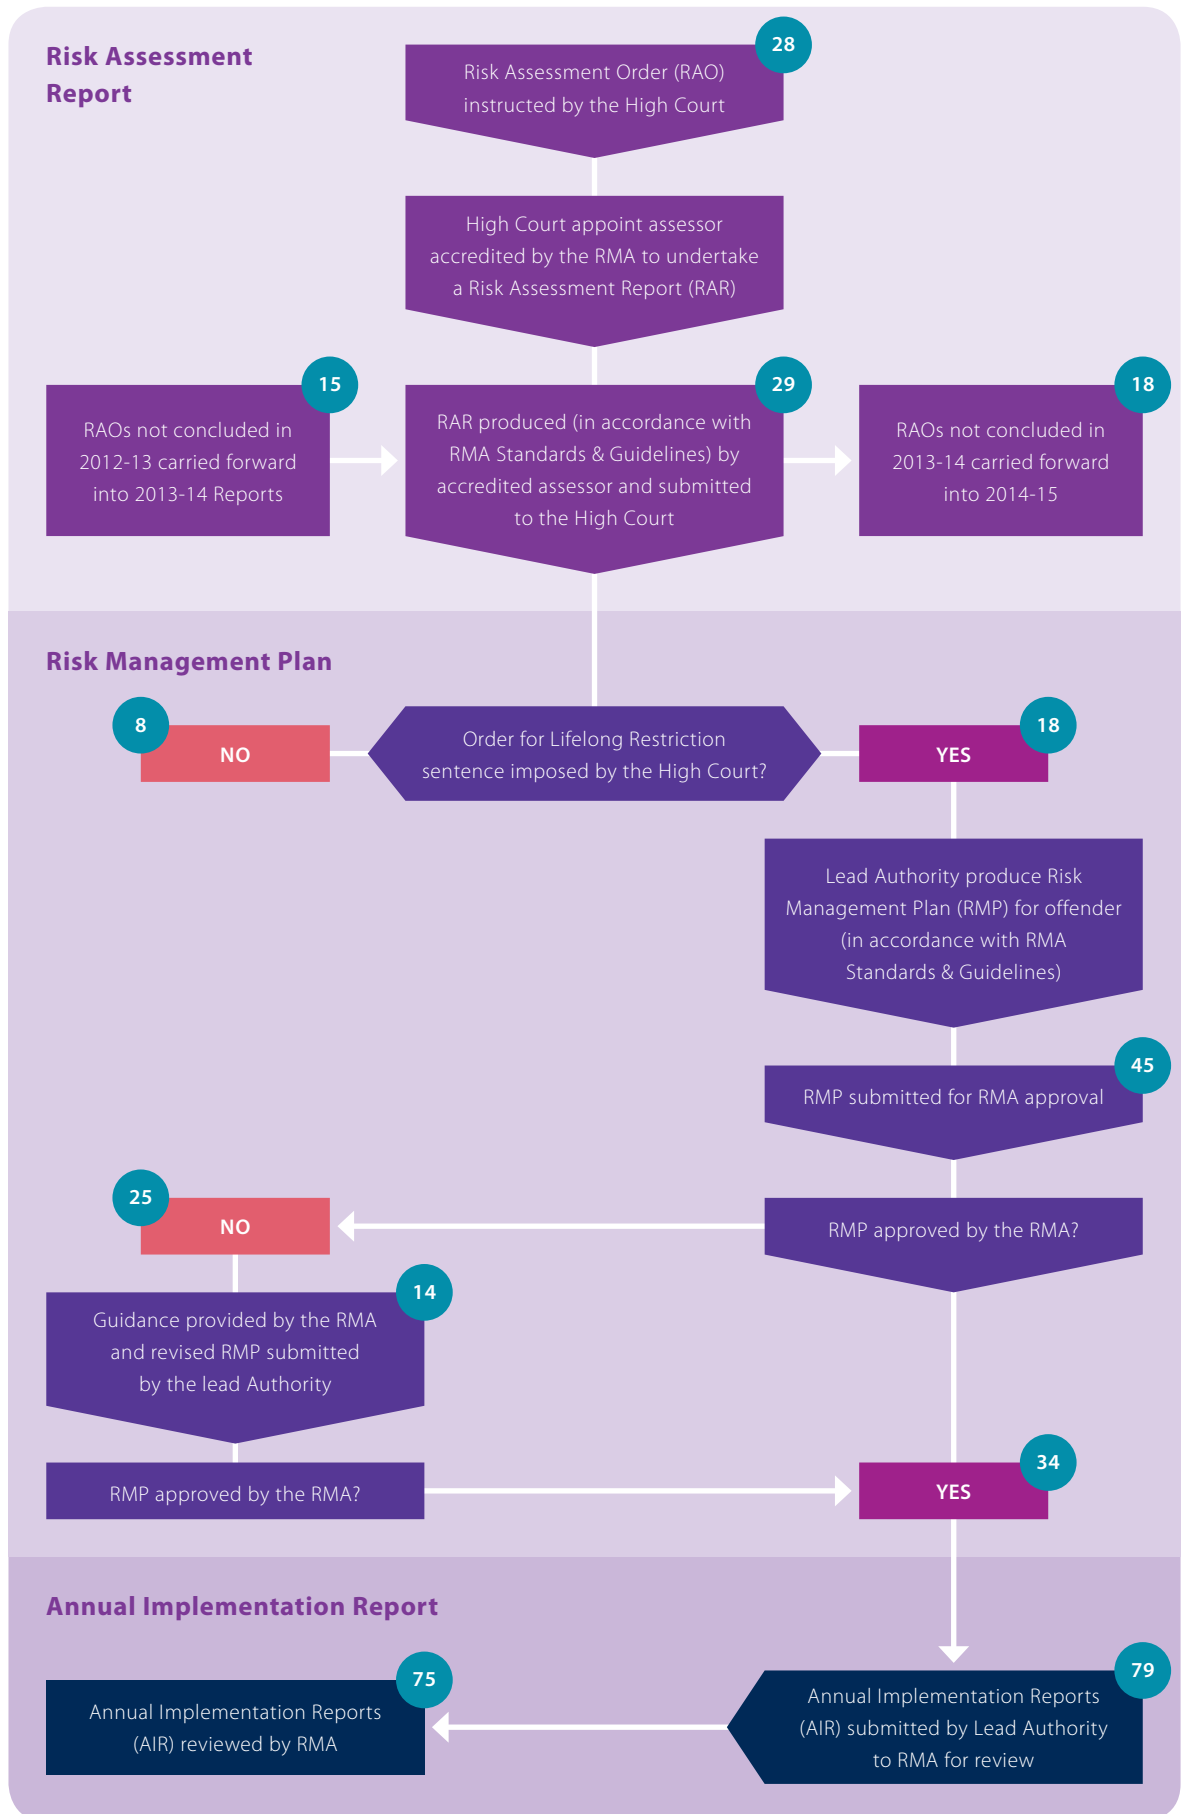 Risk Assessment
Report
28
Risk Assessment Order (RAO)
instructed by the High Court
High Court appoint assessor
accredited by the RMA to undertake
a Risk Assessment Report (RAR)
15
RAOs not concluded in
2012-13 carried forward
into 2013-14 Reports
29
RAR produced (in accordance with
RMA Standards & Guidelines) by
accredited assessor and submitted
to the High Court
18
RAOs not concluded in
2013-14 carried forward
into 2014-15
Risk Management Plan
8
NO
Order for Lifelong Restriction
sentence imposed by the High Court?
18
YES
Lead Authority produce Risk
Management Plan (RMP) for offender
(in accordance with RMA
Standards & Guidelines)
45
RMP submitted for RMA approval
25
NO
RMP approved by the RMA?
14
Guidance provided by the RMA
and revised RMP submitted
by the lead Authority
RMP approved by the RMA?
34
YES
Annual Implementation Report
75
Annual Implementation Reports
(AIR) reviewed by RMA
79
Annual Implementation Reports
(AIR) submitted by Lead Authority
to RMA for review